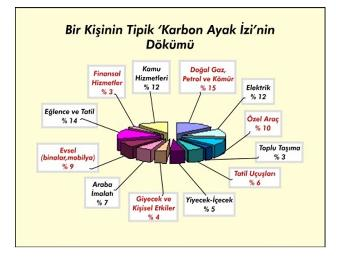 Bir Kişinin Tipik ‘Karbon Ayak İzi’nin
Dökümü
Finansal
Hizmetler
% 3
Kamu
Hizmetleri
% 12
Doğal Gaz,
Petrol ve Kömür
% 15
Elektrik
% 12
Eğlence ve Tatil
% 14
Özel Araç
% 10
Evsel
(binalar,mobilya)
% 9
Toplu Taşıma
% 3
Araba
İmalatı
% 7
Tatil Uçuşları
% 6
Giyecek ve
Kişisel Etkiler
% 4
Yiyecek-İçecek
% 5